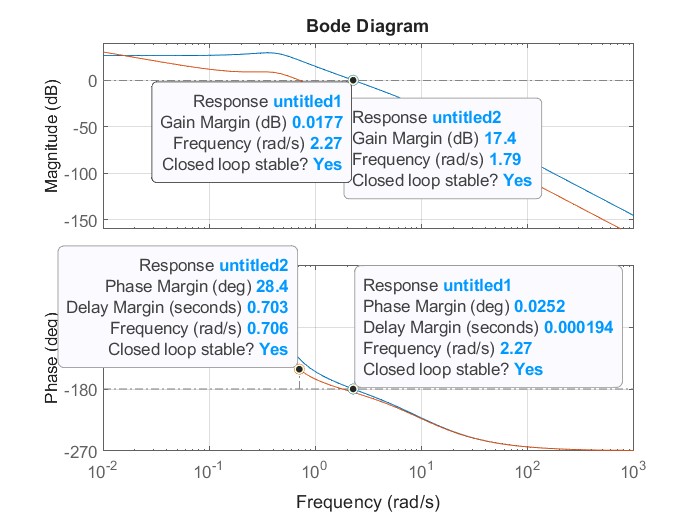 Bode Diagram
Magnitude (dB)
0
-50
-100
-150
Response untitled1
Gain Margin (dB) 0.0177
Frequency (rad/s) 2.27
Closed loop stable? Yes
Response untitled2
Gain Margin (dB) 17.4
Frequency (rad/s) 1.79
Closed loop stable? Yes
Phase (deg)
-180
-270
Response untitled2
Phase Margin (deg) 28.4
Delay Margin (seconds) 0.703
Frequency (rad/s) 0.706
Closed loop stable? Yes
Response untitled1
Phase Margin (deg) 0.0252
Delay Margin (seconds) 0.000194
Frequency (rad/s) 2.27
Closed loop stable? Yes
10^-2 10^-1 10^0 10^1 10^2 10^3
Frequency (rad/s)